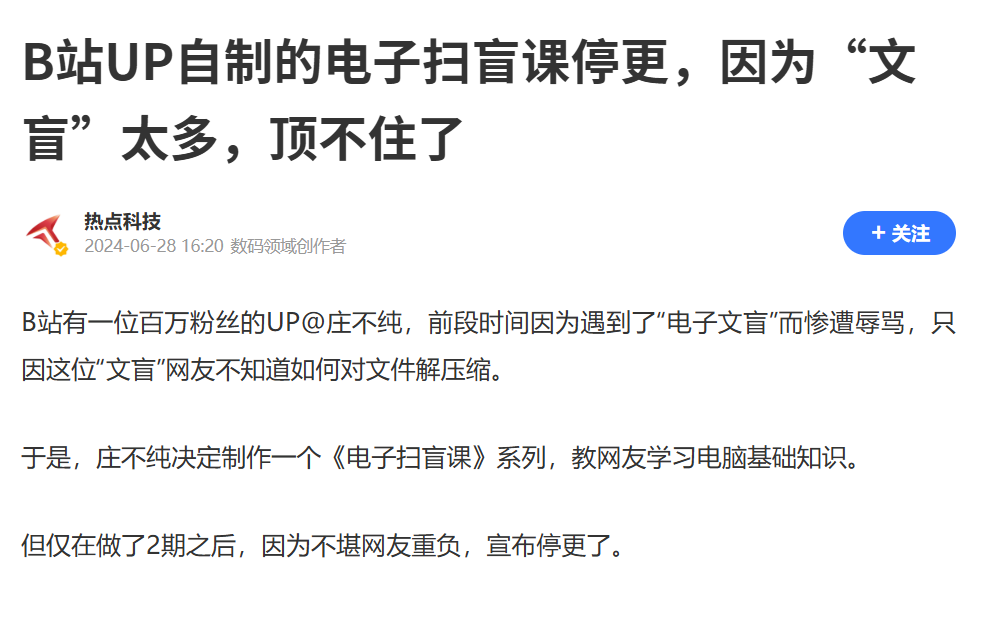 B站UP自制的电子扫盲课停更，因为“文
盲”太多，顶不住了
热点科技
2024-06-28 16:20 数码领域创作者
+ 关注
B站有一位百万粉丝的UP@庄不纯，前段时间因为遇到了“电子文盲”而惨遭辱骂，只
因这位“文盲”网友不知道如何对文件解压缩。
于是，庄不纯决定制作一个《电子扫盲课》系列，教网友学习电脑基础知识。
但仅在做了2期之后，因为不堪网友重负，宣布停更了。